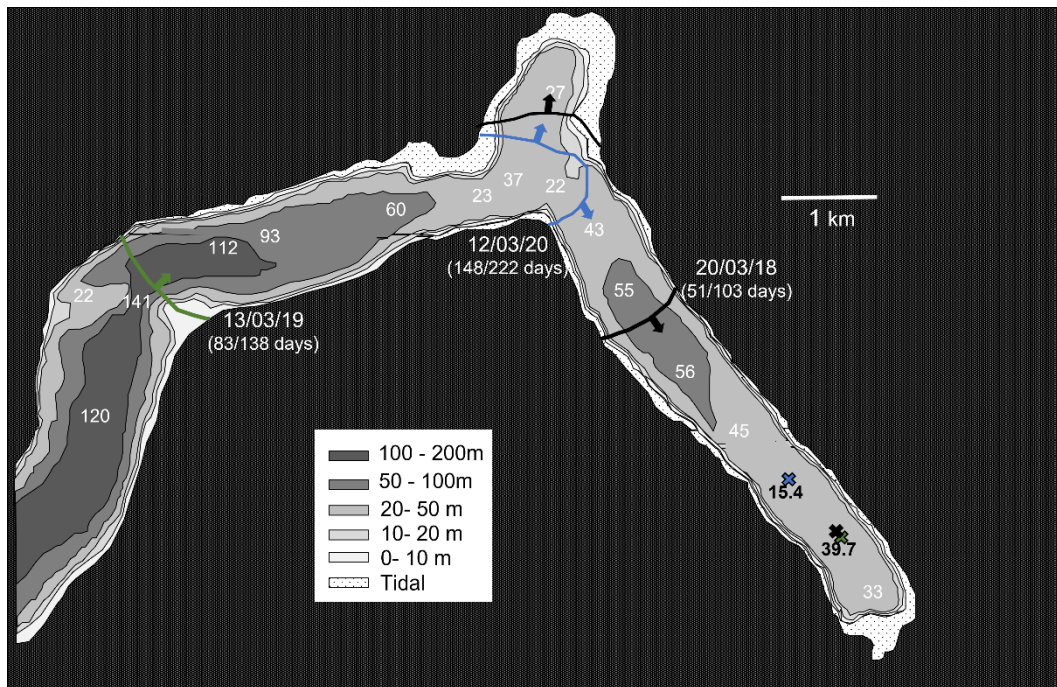 27
37
23
22
60
93
112
43
22
141
12/03/20
(148/222 days)
20/03/18
(51/103 days)
1 km
55
13/03/19
(83/138 days)
56
120
45
100 - 200m
50 - 100m
20- 50 m
10- 20 m
0- 10 m
Tidal
15.4
39.7
33